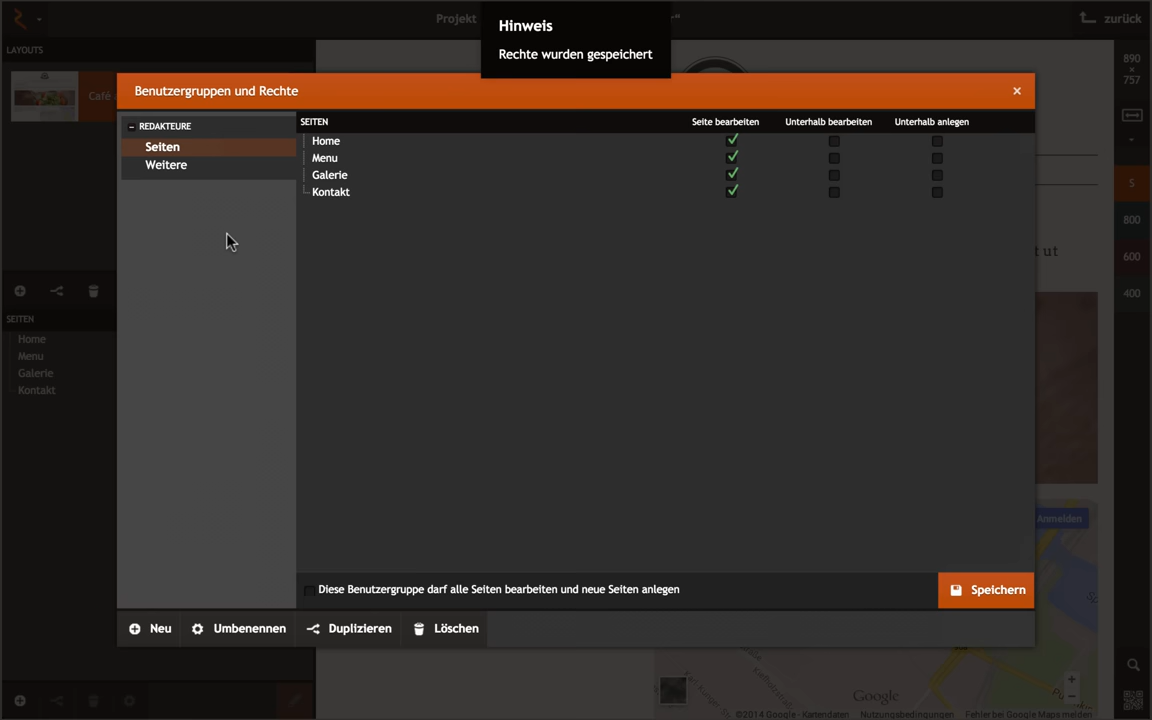 Projekt
“
zurück
Hinweis
Rechte wurden gespeichert
LAYOUTS
Café
Benutzergruppen und Rechte
×
REDAKTEURE
Seiten
Weitere
SEITEN Seite bearbeiten Unterhalb bearbeiten Unterhalb anlegen
Home
Menu
Galerie
Kontakt
890
×
757
S
800
600
400
t ut
SEITEN
Home
Menu
Galerie
Kontakt
Anmelden
Diese Benutzergruppe darf alle Seiten bearbeiten und neue Seiten anlegen
Speichern
Neu Umbenennen Duplizieren Löschen
Google
©2014 Google - Kartendaten Nutzungsbedingungen Fehler bei Google Maps melden